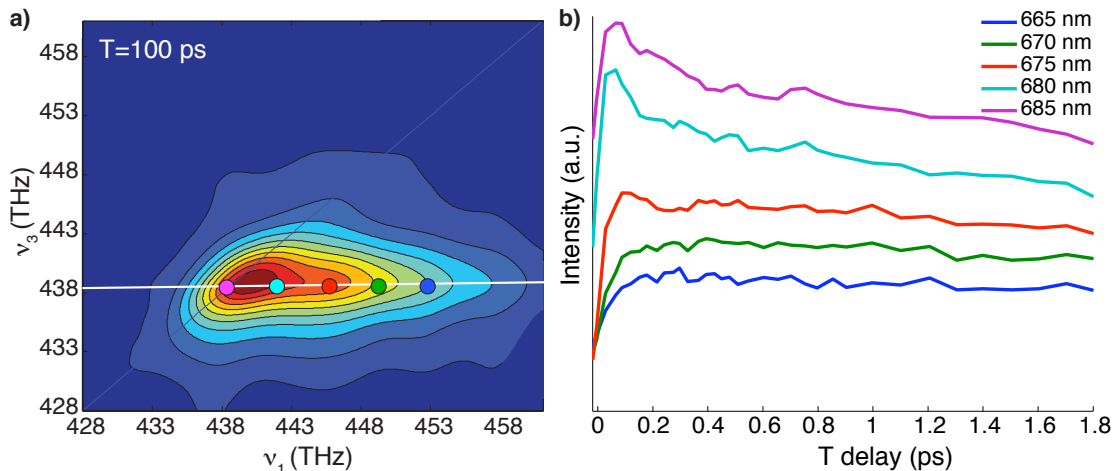 a)
T=100 ps
458
453
448
443
438
433
428
ν3 (THz)
428 433 438 443 448 453 458
ν1 (THz)
b)
665 nm
670 nm
675 nm
680 nm
685 nm
Intensity (a.u.)
0 0.2 0.4 0.6 0.8 1 1.2 1.4 1.6 1.8
T delay (ps)